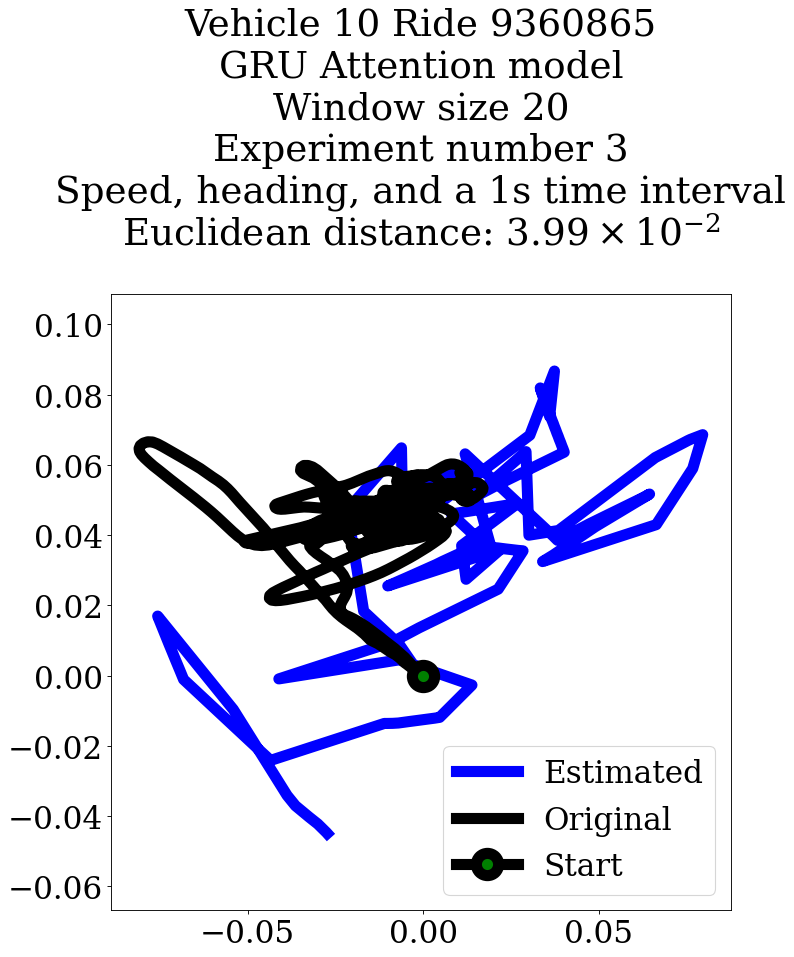 Vehicle 10 Ride 9360865
GRU Attention model
Window size 20
Experiment number 3
Speed, heading, and a 1s time interval
Euclidean distance: 3.99 × 10⁻²
0.10
0.08
0.06
0.04
0.02
0.00
−0.02
−0.04
−0.06
Estimated
Original
Start
−0.05
0.00
0.05